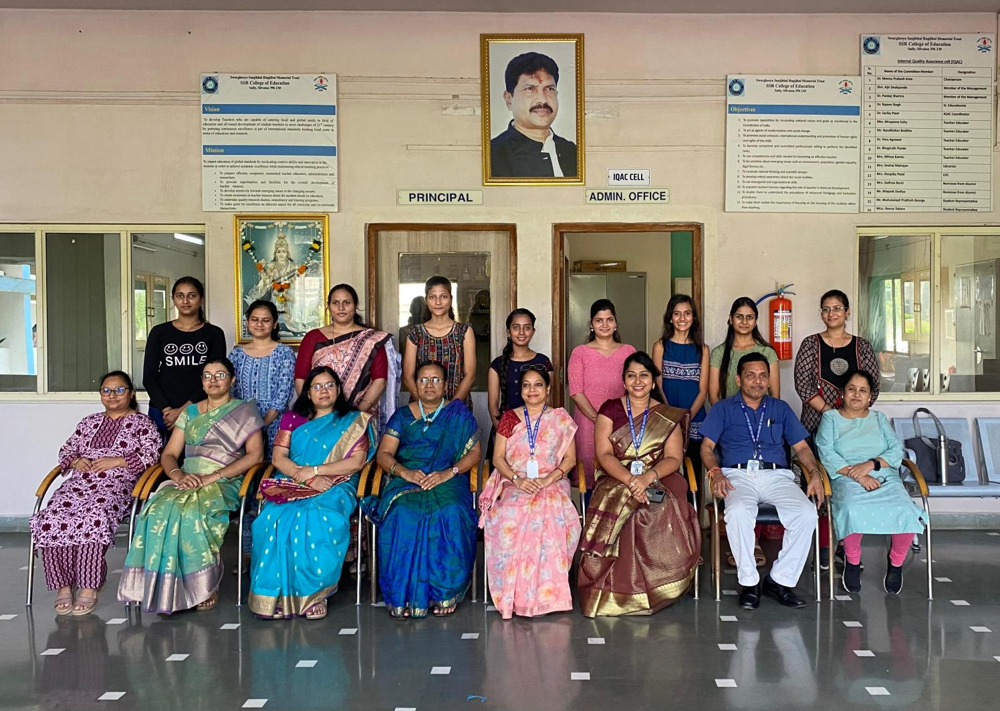 Swargheeya Sanjibhai Rupjibhai Memorial Trust
SSR College of Education
Saily, Silvassa 396 230
Vision
To develop Teachers who are capable of catering local and global needs in field of
education and all-round development of student-teachers to meet challenges of 21st century
by pursuing continuous excellence at par of international standards holding local roots in
arena of education and research.
Mission
To impart education of global standards by inculcating creative ability and innovation in the
students in order to achieve academic excellence while maintaining ethical teaching practices.
• To prepare efficient, competent, committed teacher educators, administrators and
researchers.
• To provide opportunities and facilities for the overall development of
teacher trainees.
• To develop sensitivity towards emerging issues in the changing society.
• To create awareness in teacher trainees about the modern trends in education.
• To undertake quality research studies, consultancy and training programs.
• To make quest for excellence an inherent aspect for all curricular and co-curricular
transactions.
PRINCIPAL
IQAC CELL
ADMIN. OFFICE
Swargheeya Sanjibhai Rupjibhai Memorial Trust
SSR College of Education
Saily, Silvassa 396 230
Objectives
1. To promote capabilities for inculcating national values and goals as mentioned in the
Constitution of India
2. To act as agents of modernization and social change.
3. To promote social cohesion, international understanding and protection of human rights
and rights of the child.
4. To become competent and committed professionals willing to perform the identified
tasks.
5. To use competencies and skills needed for becoming an effective teacher.
6. To be sensitive about emerging issues such as environment, population, gender equality,
legal literacy etc.
7. To inculcate rational thinking and scientific temper.
8. To develop critical awareness about the social realities.
9. To use managerial and organizational skills.
10. To acquaint student trainees regarding the role of teacher in National Development.
11. To enable them to understand the procedures of Advanced Pedagogy and Evaluation
procedures.
12. To make them realise the importance of focusing on the learning of the students rather
than teaching.
Swargheeya Sanjibhai Rupjibhai Memorial Trust
SSR College of Education
Saily, Silvassa 396 230
Internal Quality Assurance cell (IQAC)
Sr. No. Name of the Committee Member Designation
1 Dr. Meena Prakash Kute Chairperson
2 Shri. Ajit Deshpande Member of the Management
3 Dr. Pankaj Sharma Member of the Management
4 Dr. Rajeev Singh Sr. Educationist
5 Dr. Sarika Patel IQAC Coordinator
6 Mrs. Nirupama Sahu Teacher Educator
7 Mr. Nandkishor Bodkhe Teacher Educator
8 Dr. Vinu Agrawal Teacher Educator
9 Dr. Bhagirath Pande Teacher Educator
10 Mrs. Nilima Kamlu Teacher Educator
11 Mrs. Snehal Mahajan Librarian
12 Mrs. Deepika Patel LDC
13 Mrs. Sadhna Barai Nominee from Alumni
14 Mr. Mayank Dodiya Nominee from Alumni
15 Mr. Mullukalayil Prathish George Student Representative
16 Miss. Reena Tokare Student Representative
SMILE